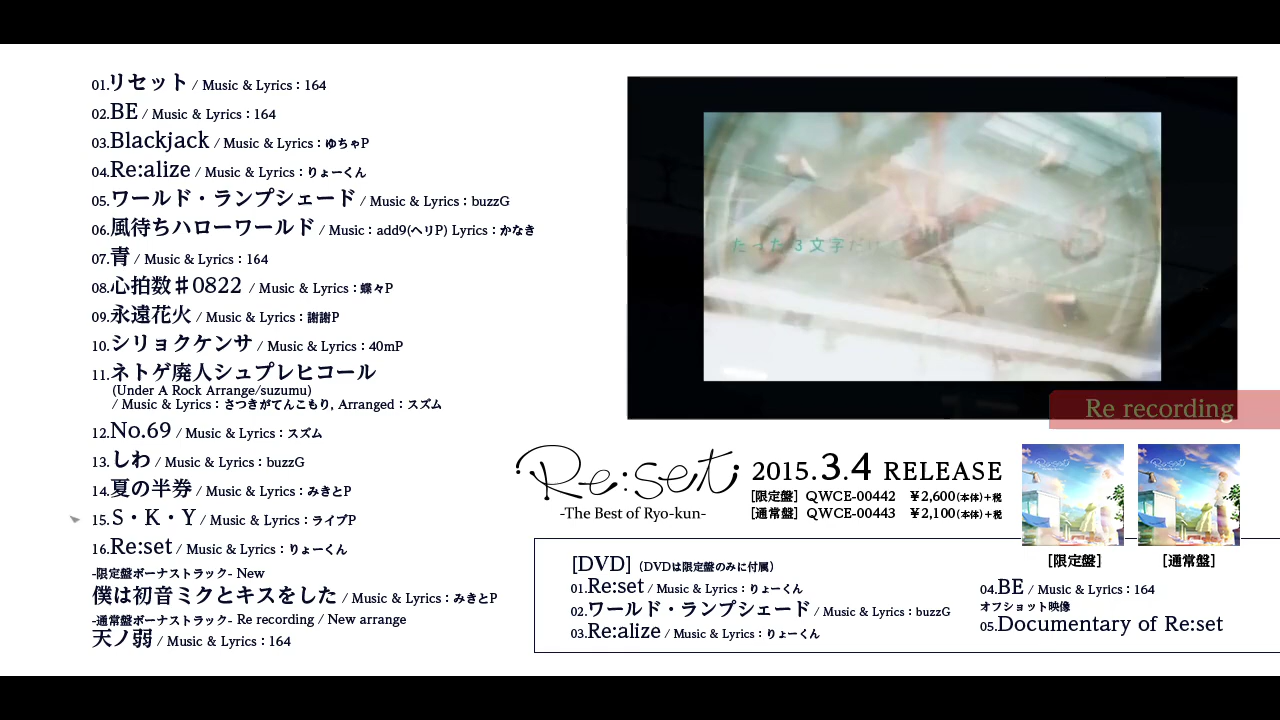 01.リセット / Music & Lyrics：164
02.BE / Music & Lyrics：164
03.Blackjack / Music & Lyrics：ゆちゃP
04.Re:alize / Music & Lyrics：りょーくん
05.ワールド・ランプシェード / Music & Lyrics：buzzG
06.風待ちハローワールド / Music：add9(ヘリP) Lyrics：かなき
07.青 / Music & Lyrics：164
08.心拍数♯0822 / Music & Lyrics：蝶々P
09.永遠花火 / Music & Lyrics：謝謝P
10.シリョクケンサ / Music & Lyrics：40mP
11.ネトゲ廃人シュプレヒコール
(Under A Rock Arrange/suzumu)
/ Music & Lyrics：さつきがてんこもり, Arranged：スズム
12.No.69 / Music & Lyrics：スズム
13.しわ / Music & Lyrics：buzzG
14.夏の半券 / Music & Lyrics：みきとP
15.S・K・Y / Music & Lyrics：ライブP
16.Re:set / Music & Lyrics：りょーくん
-限定盤ボーナストラック- New
僕は初音ミクとキスをした / Music & Lyrics：みきとP
-通常盤ボーナストラック- Re recording / New arrange
天ノ弱 / Music & Lyrics：164
たった３文字だけ
Re recording
Re:set
-The Best of Ryo-kun-
2015.3.4 RELEASE
[限定盤] QWCE-00442 ￥2,600(本体)+税
[通常盤] QWCE-00443 ￥2,100(本体)+税
[限定盤]
[通常盤]
[DVD] (DVDは限定盤のみに付属)
01.Re:set / Music & Lyrics：りょーくん
02.ワールド・ランプシェード / Music & Lyrics：buzzG
03.Re:alize / Music & Lyrics：りょーくん
04.BE / Music & Lyrics：164
オフショット映像
05.Documentary of Re:set